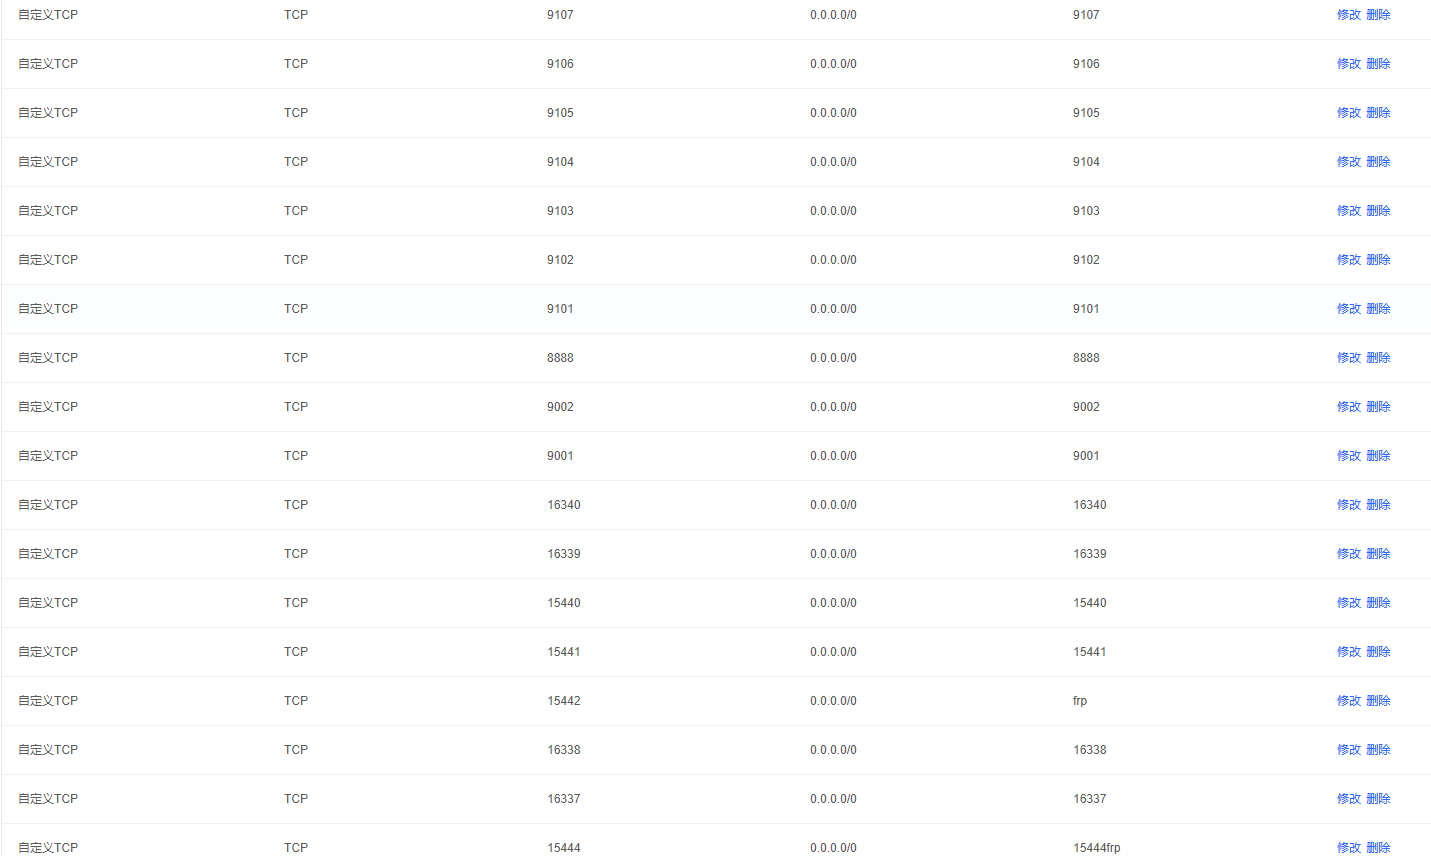 自定义TCP TCP 9107 0.0.0.0/0 9107 修改 删除
自定义TCP TCP 9106 0.0.0.0/0 9106 修改 删除
自定义TCP TCP 9105 0.0.0.0/0 9105 修改 删除
自定义TCP TCP 9104 0.0.0.0/0 9104 修改 删除
自定义TCP TCP 9103 0.0.0.0/0 9103 修改 删除
自定义TCP TCP 9102 0.0.0.0/0 9102 修改 删除
自定义TCP TCP 9101 0.0.0.0/0 9101 修改 删除
自定义TCP TCP 8888 0.0.0.0/0 8888 修改 删除
自定义TCP TCP 9002 0.0.0.0/0 9002 修改 删除
自定义TCP TCP 9001 0.0.0.0/0 9001 修改 删除
自定义TCP TCP 16340 0.0.0.0/0 16340 修改 删除
自定义TCP TCP 16339 0.0.0.0/0 16339 修改 删除
自定义TCP TCP 15440 0.0.0.0/0 15440 修改 删除
自定义TCP TCP 15441 0.0.0.0/0 15441 修改 删除
自定义TCP TCP 15442 0.0.0.0/0 frp 修改 删除
自定义TCP TCP 16338 0.0.0.0/0 16338 修改 删除
自定义TCP TCP 16337 0.0.0.0/0 16337 修改 删除
自定义TCP TCP 15444 0.0.0.0/0 15444frp 修改 删除